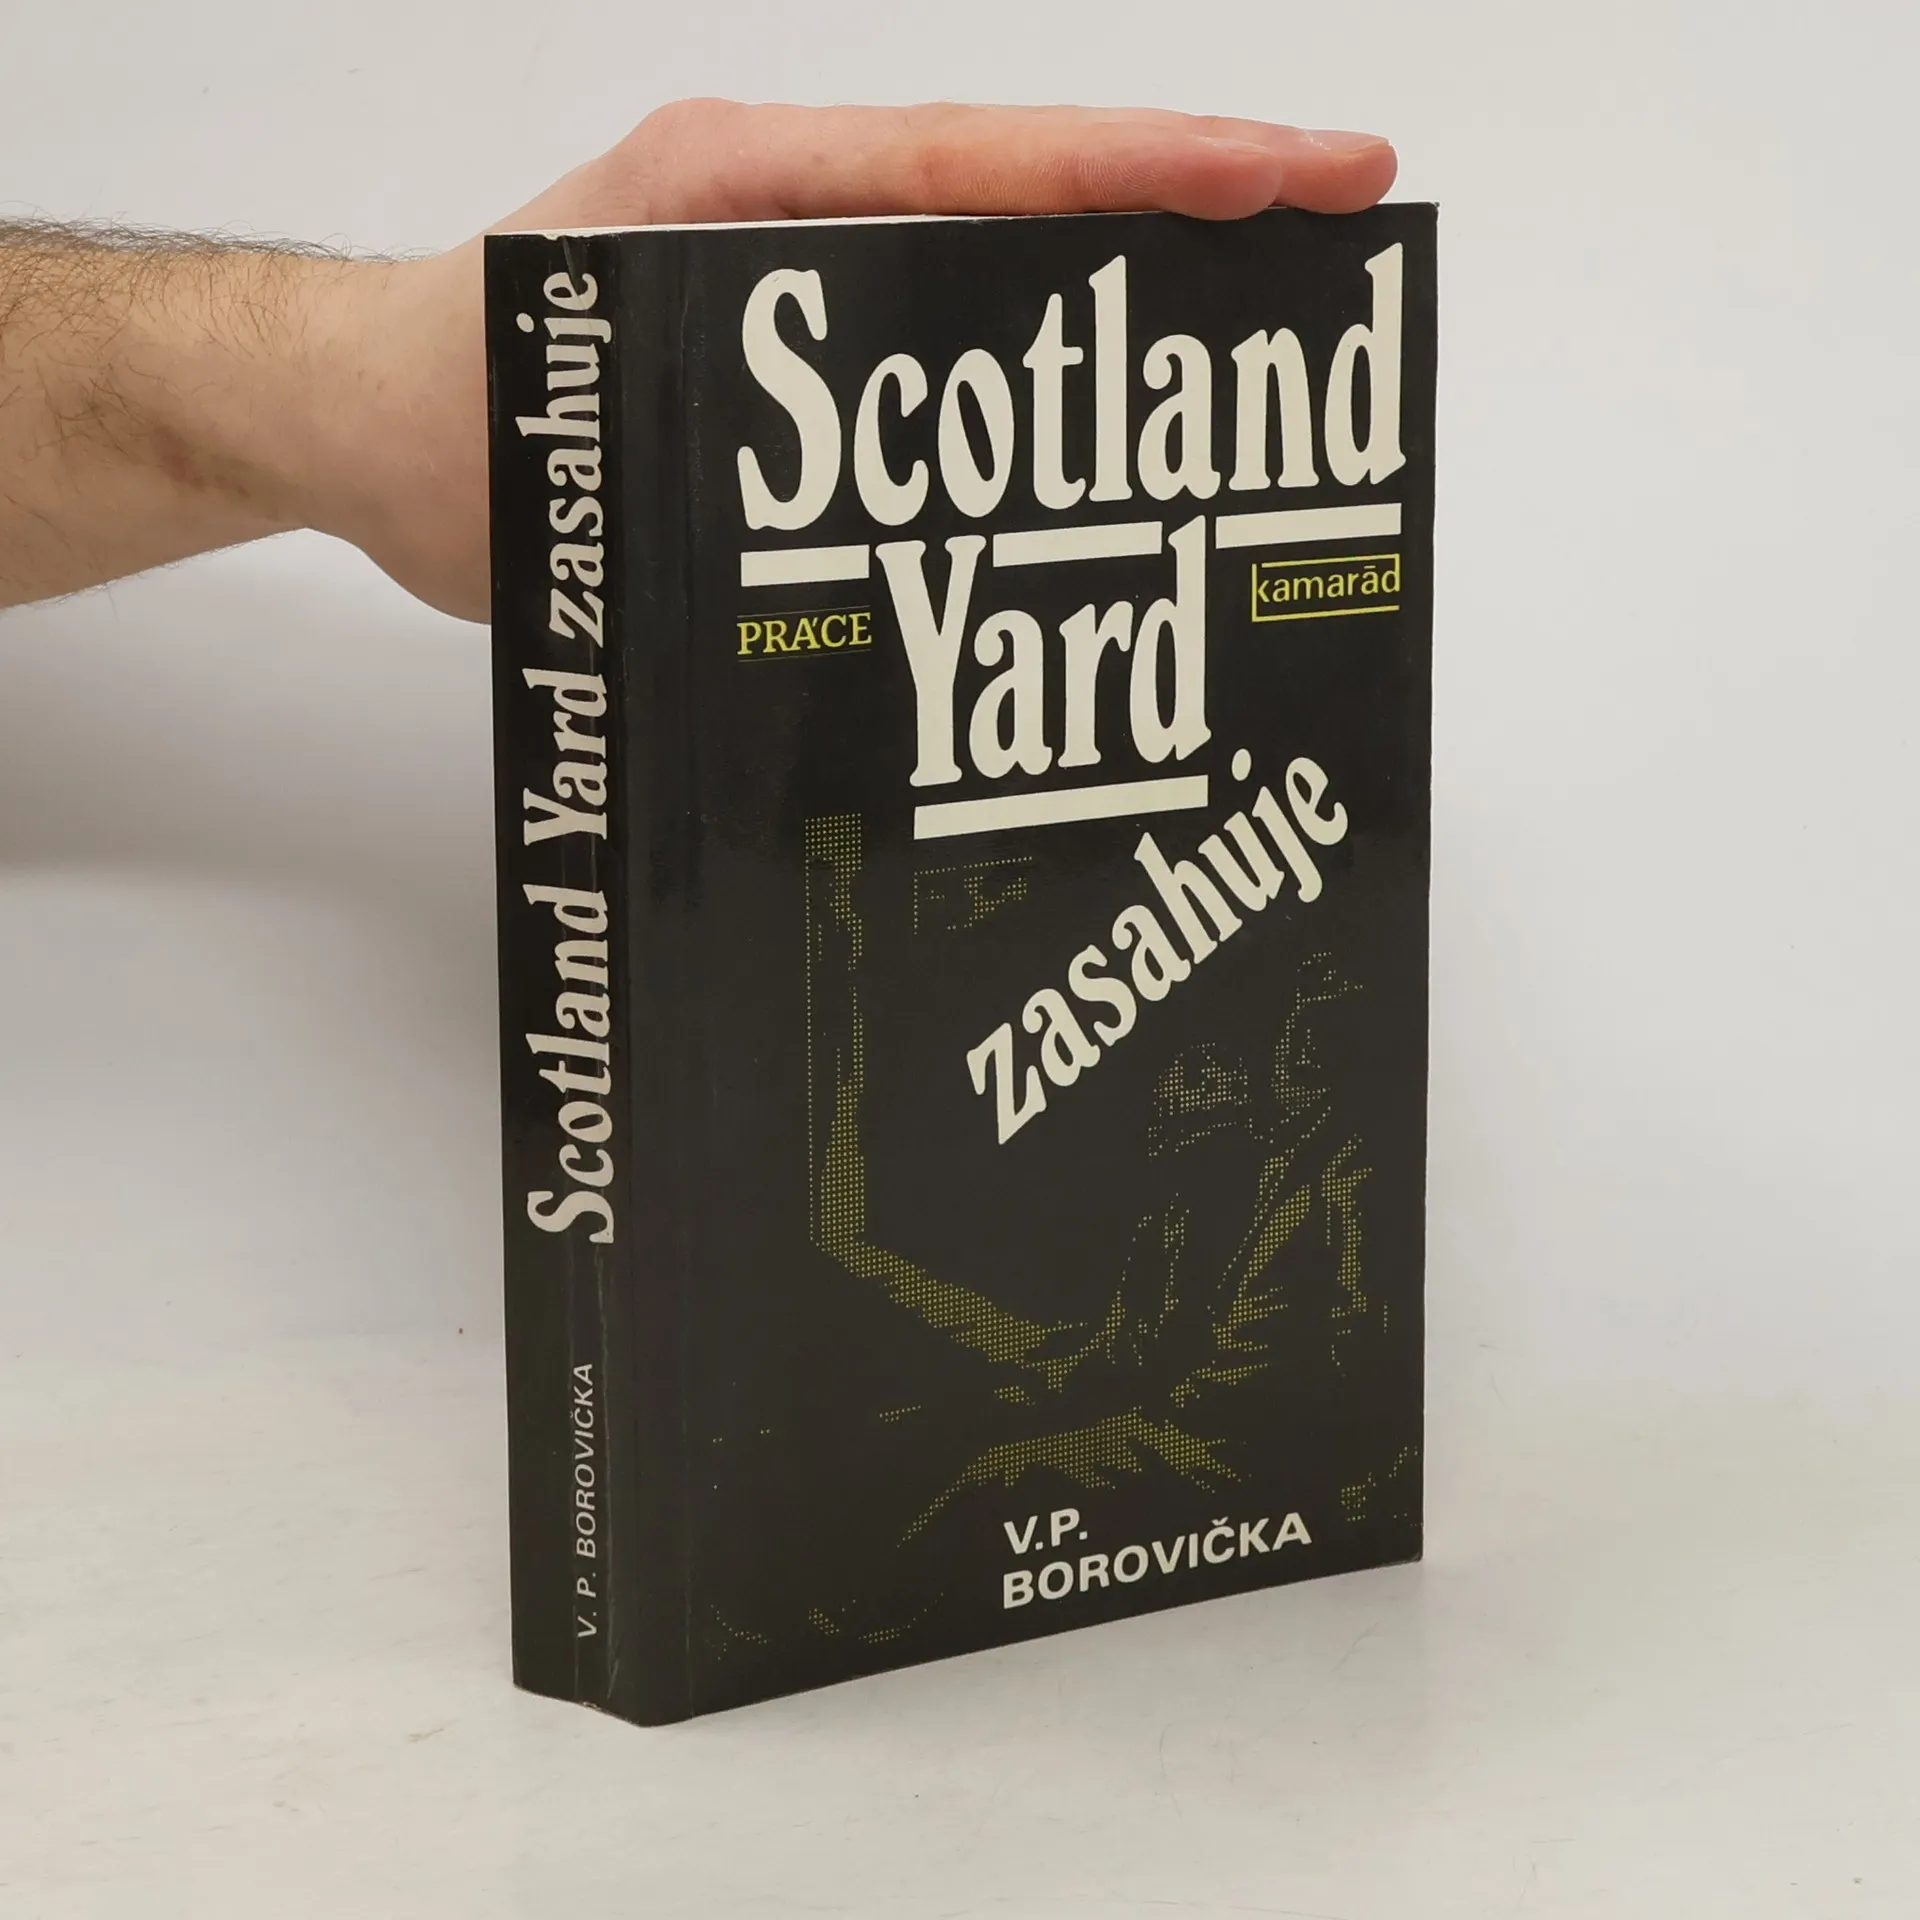 Scotland Yard zasahuje
V. P. BOROVIČKA
Scotland
Yard
PRÁCE
kamarád
zasahuje
V.P.
BOROVIČKA